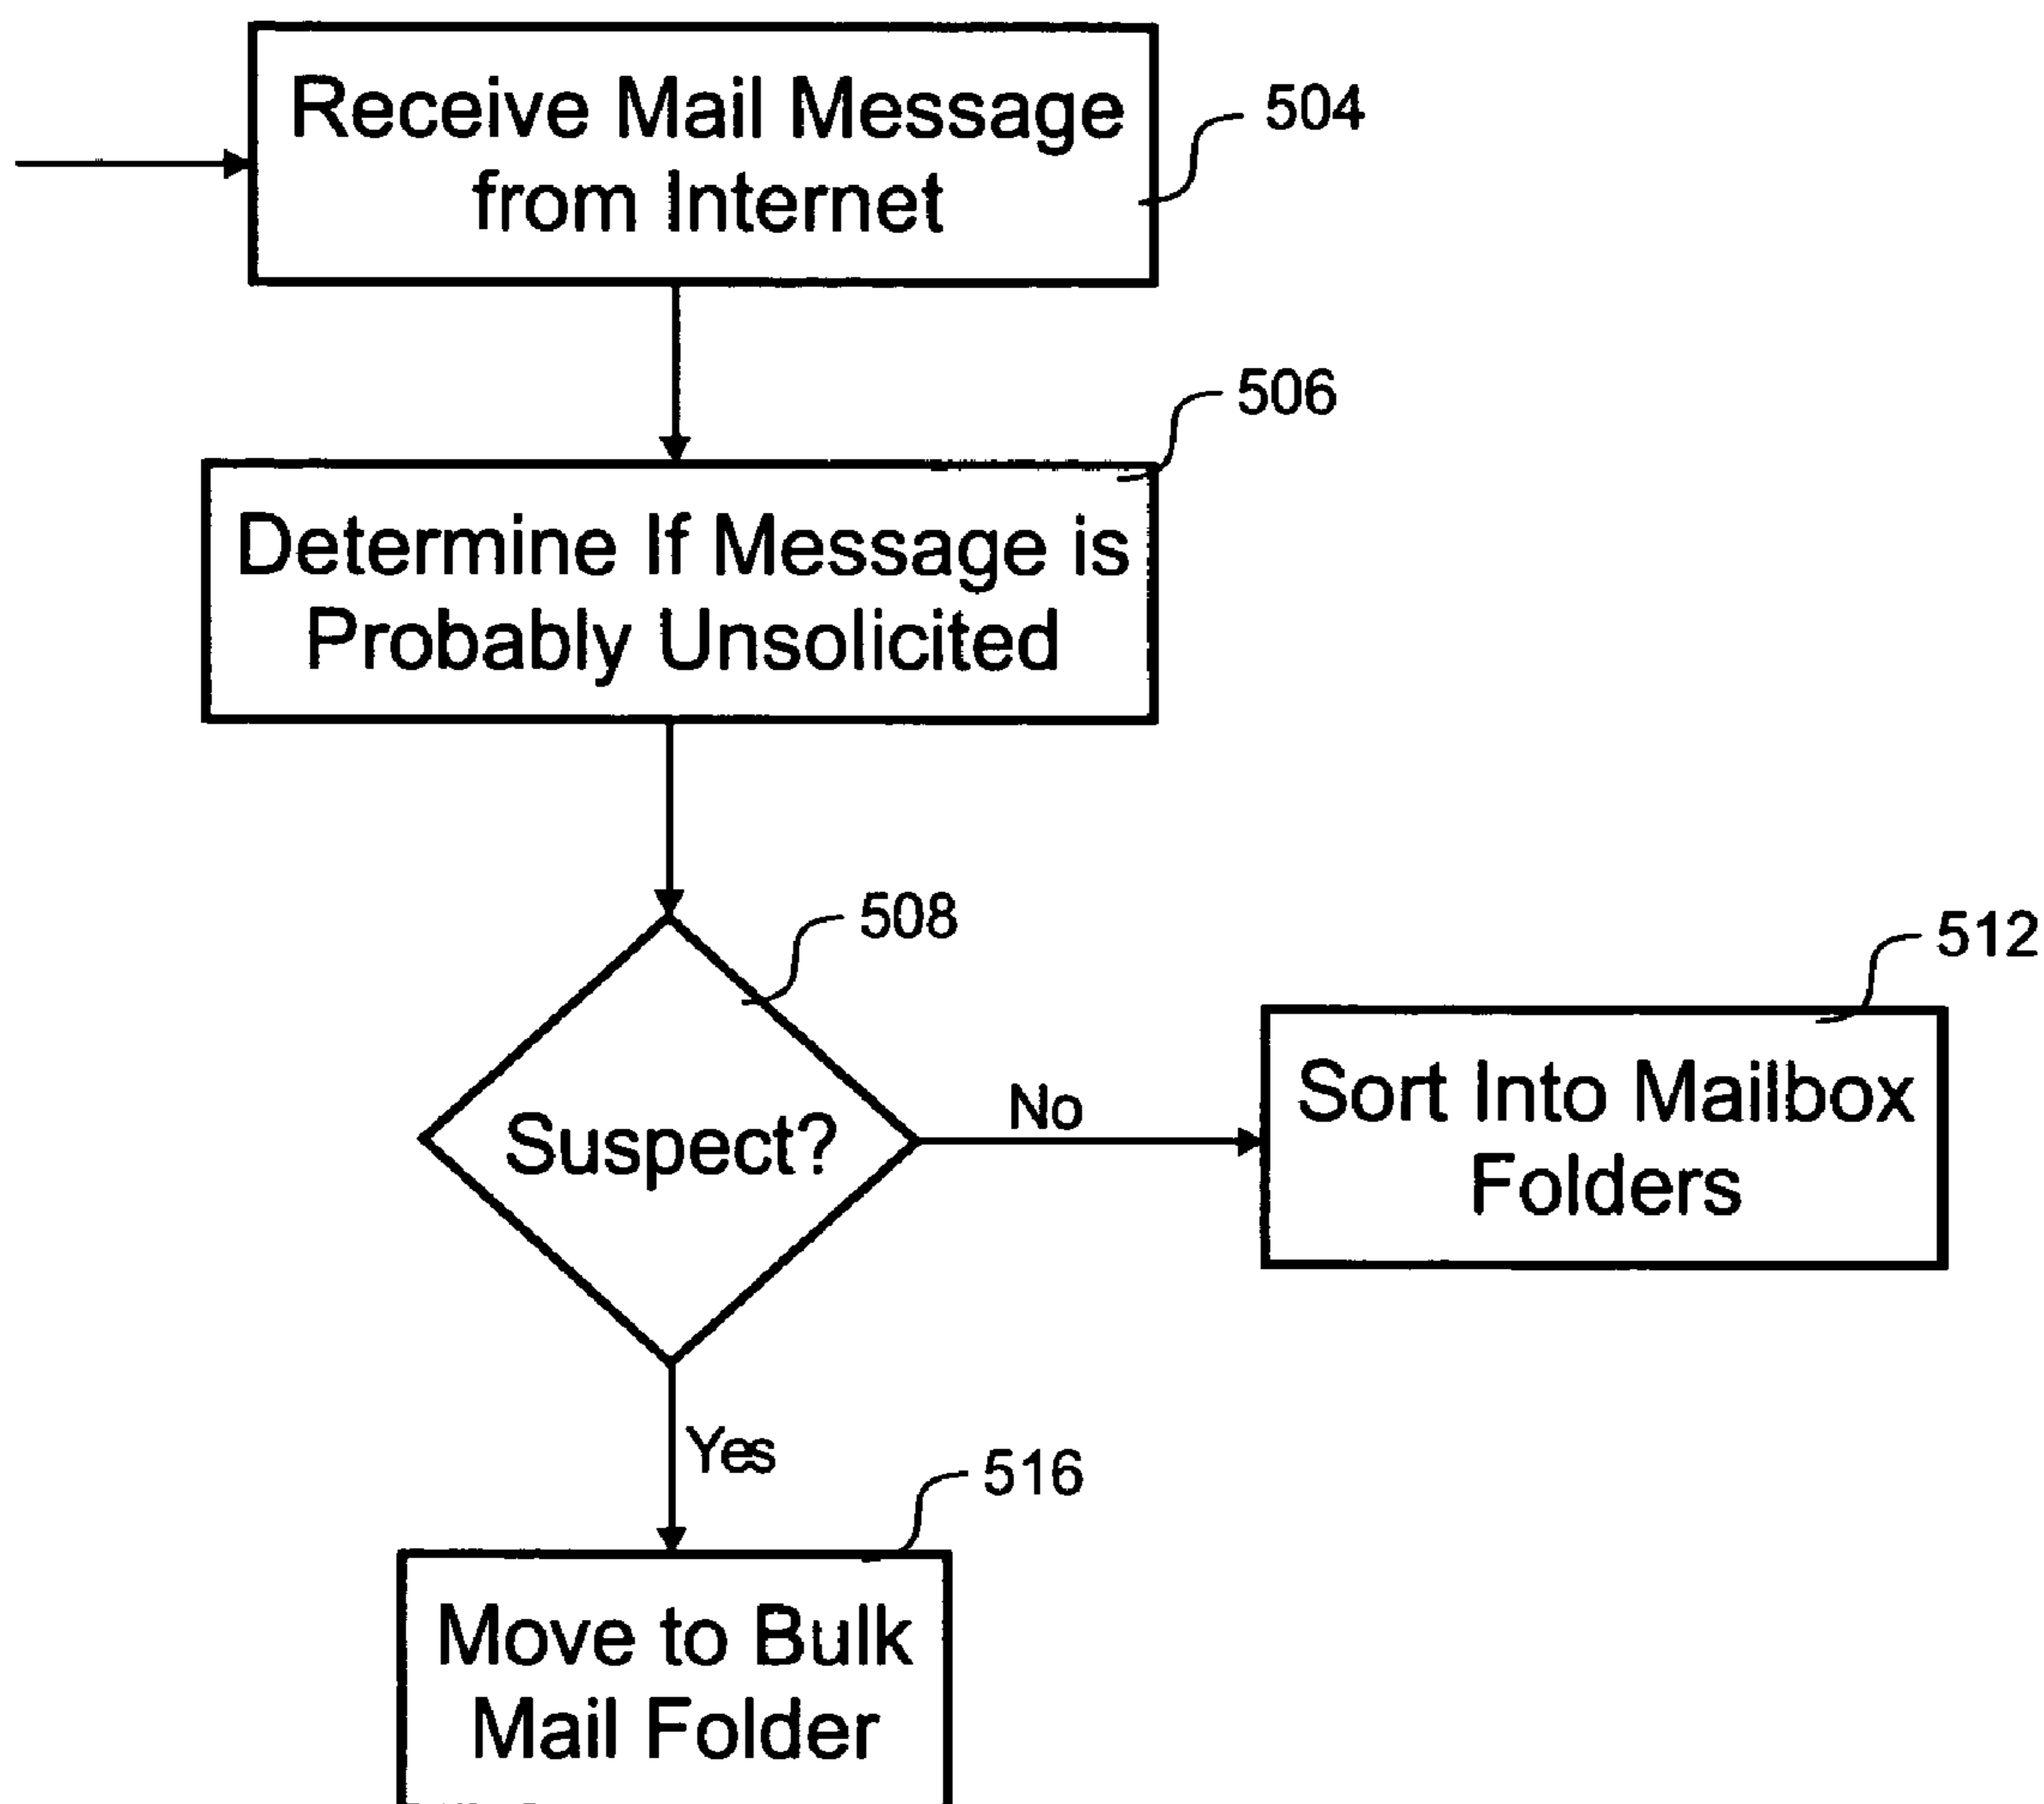 Receive Mail Message
from Internet
504
506
Determine If Message is
Probably Unsolicited
508
512
Suspect?
No
Sort Into Mailbox
Folders
Yes
516
Move to Bulk
Mail Folder